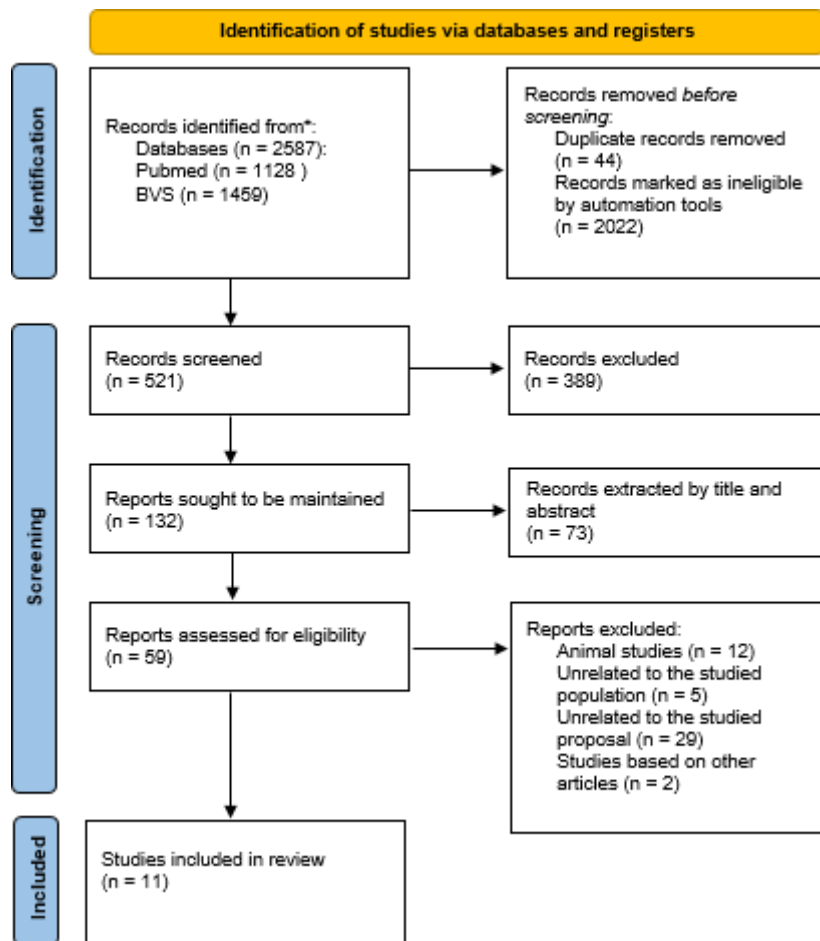 Identification of studies via databases and registers
Identification
Records identified from*:
Databases (n = 2587):
Pubmed (n = 1128 )
BVS (n = 1459)
Records removed before
screening:
Duplicate records removed
(n = 44)
Records marked as ineligible
by automation tools
(n = 2022)
Screening
Records screened
(n = 521)
Records excluded
(n = 389)
Reports sought to be maintained
(n = 132)
Records extracted by title and
abstract
(n = 73)
Reports assessed for eligibility
(n = 59)
Reports excluded:
Animal studies (n = 12)
Unrelated to the studied
population (n = 5)
Unrelated to the studied
proposal (n = 29)
Studies based on other
articles (n = 2)
Included
Studies included in review
(n = 11)